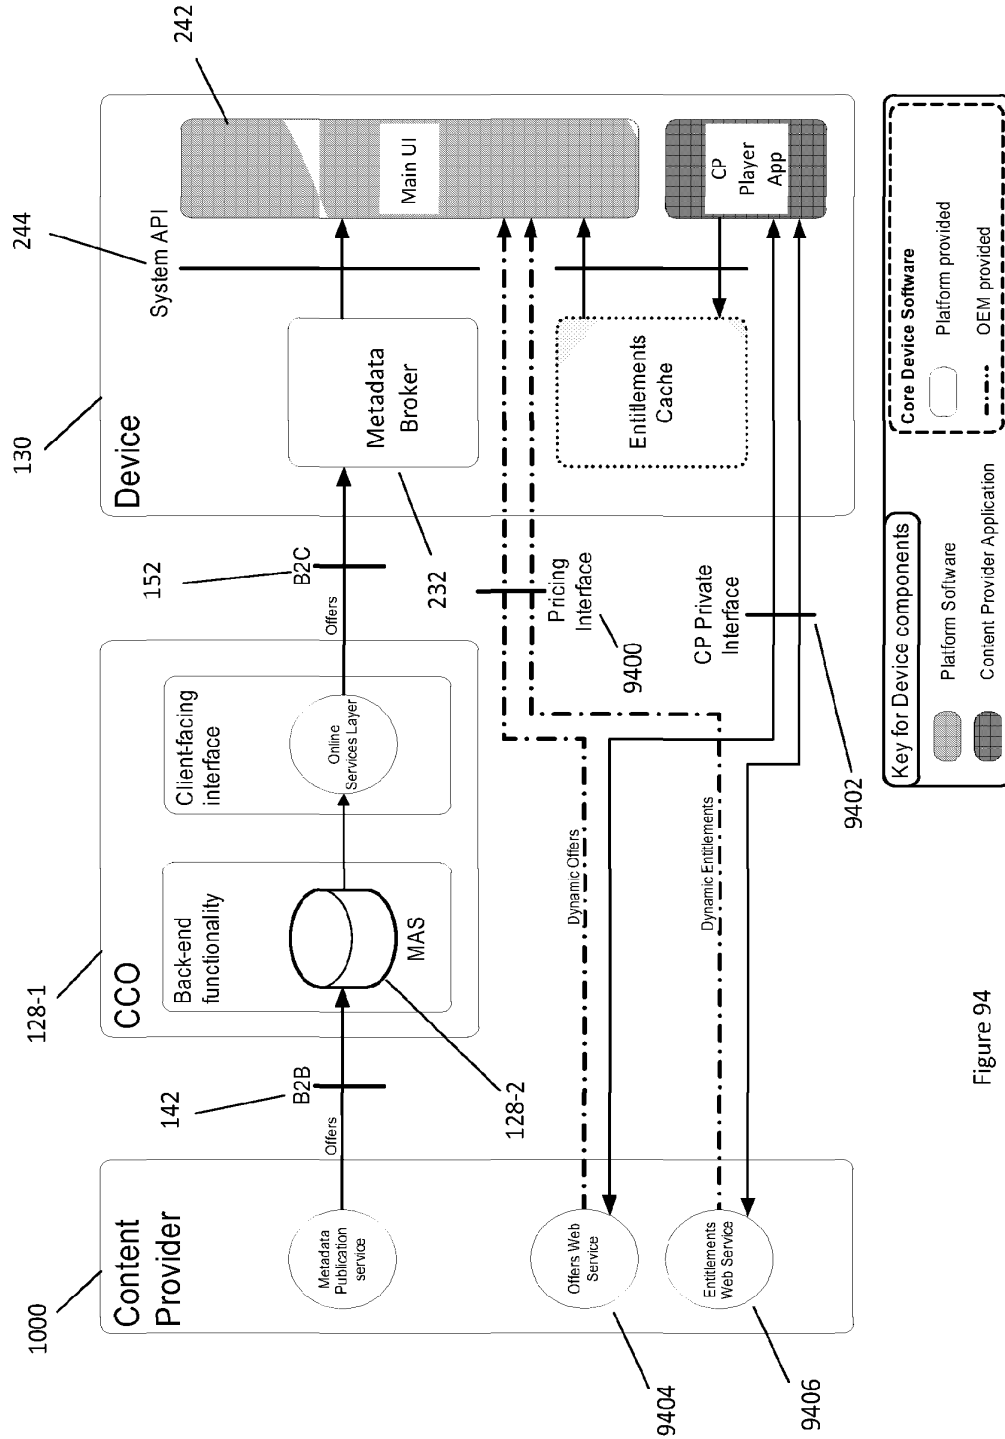 1000
Content
Provider
Metadata
Publication
service
Offers Web
Service
Entitlements
Web Service
9404
9406
142
B2B
Offers
128-1
CCO
Back-end
functionality
MAS
128-2
Client-facing
interface
Online
Services Layer
152
B2C
Offers
Dynamic Offers
Dynamic Entitlements
Pricing
Interface
9400
CP Private
Interface
9402
130
Device
Metadata
Broker
232
Entitlements
Cache
244
System API
242
Main UI
CP
Player
App
Key for Device components
Platform Software
Content Provider Application
Core Device Software
Platform provided
OEM provided
Figure 94